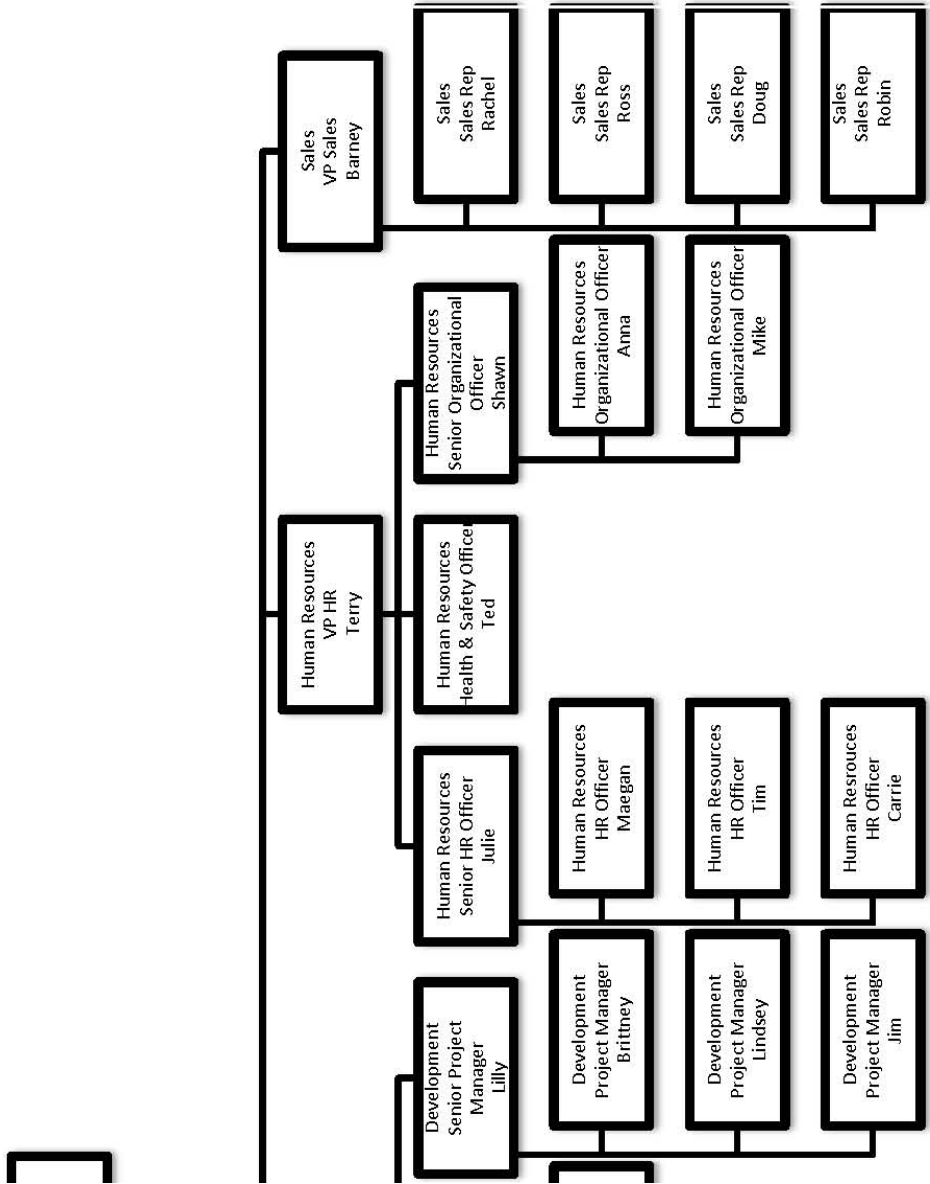 Human Resources
VP HR
Terry
Sales
VP Sales
Barney
Development
Senior Project
Manager
Lilly
Human Resources
Senior HR Officer
Julie
Human Resources
Health & Safety Officer
Ted
Human Resources
Senior Organizational
Officer
Shawn
Sales
Sales Rep
Rachel
Development
Project Manager
Brittney
Human Resources
HR Officer
Maegan
Human Resources
Organizational Officer
Anna
Sales
Sales Rep
Ross
Development
Project Manager
Lindsey
Human Resources
HR Officer
Tim
Human Resources
Organizational Officer
Mike
Sales
Sales Rep
Doug
Development
Project Manager
Jim
Human Resrouces
HR Officer
Carrie
Sales
Sales Rep
Robin